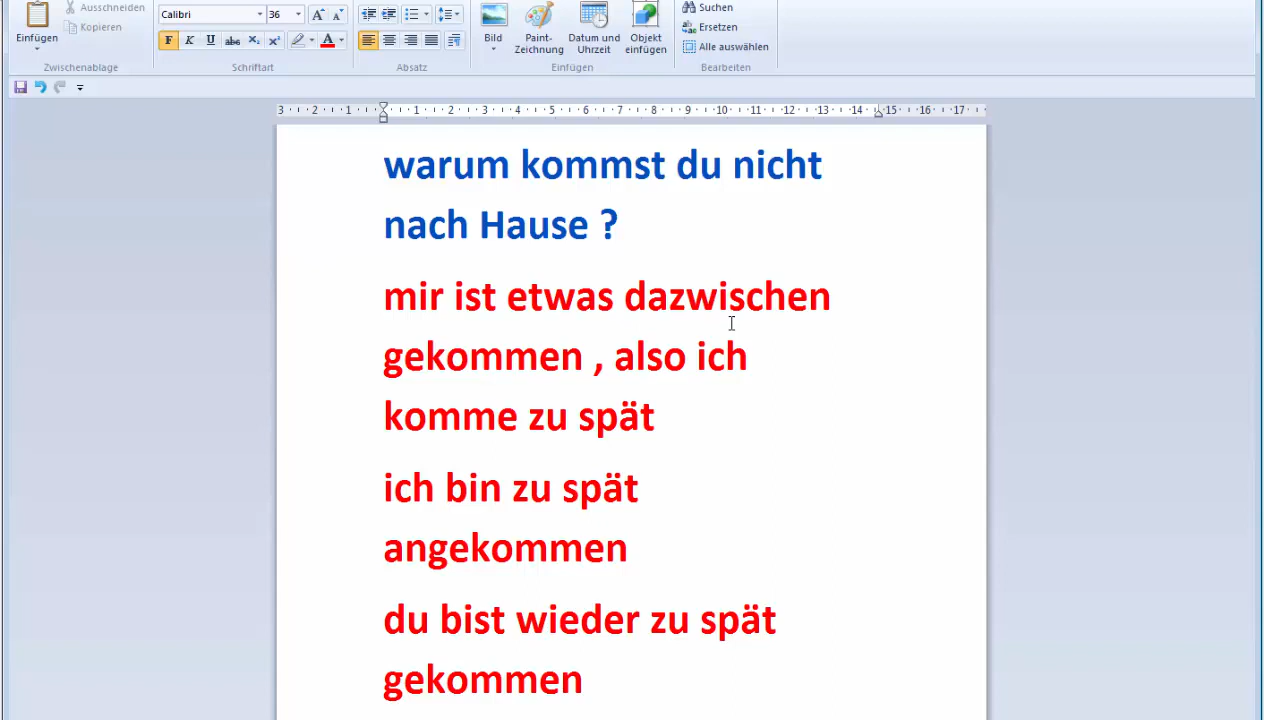 Ausschneiden
Kopieren
Einfügen
Zwischenablage
Calibri 36
F K U abc X₂ X²
Schriftart
Absatz
Bild
Paint-
Zeichnung
Datum und
Uhrzeit
Objekt
einfügen
Einfügen
Suchen
Ersetzen
Alle auswählen
Bearbeiten
3 2 1 1 2 3 4 5 6 7 8 9 10 11 12 13 14 15 16 17
warum kommst du nicht
nach Hause ?
mir ist etwas dazwischen
gekommen , also ich
komme zu spät
ich bin zu spät
angekommen
du bist wieder zu spät
gekommen